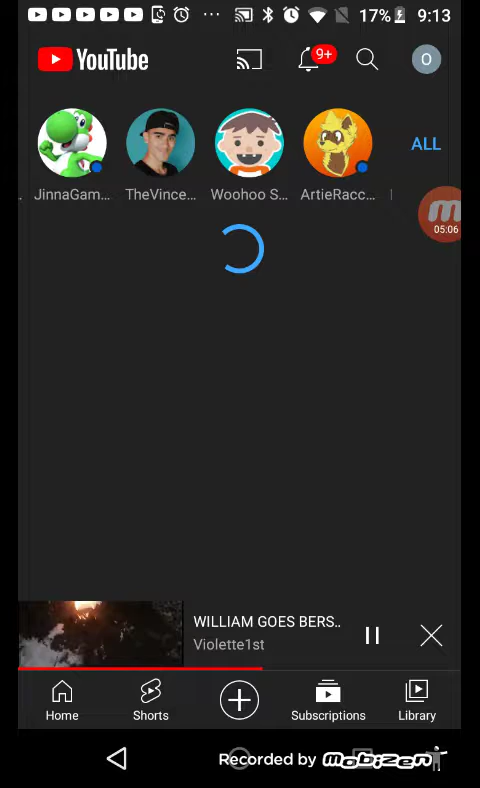 17% 9:13
YouTube
9+
O
ALL
JinnaGam... TheVince... Woohoo S... ArtieRacc...
05:06
WILLIAM GOES BERS..
Violette1st
Home Shorts Subscriptions Library
Recorded by mobizen